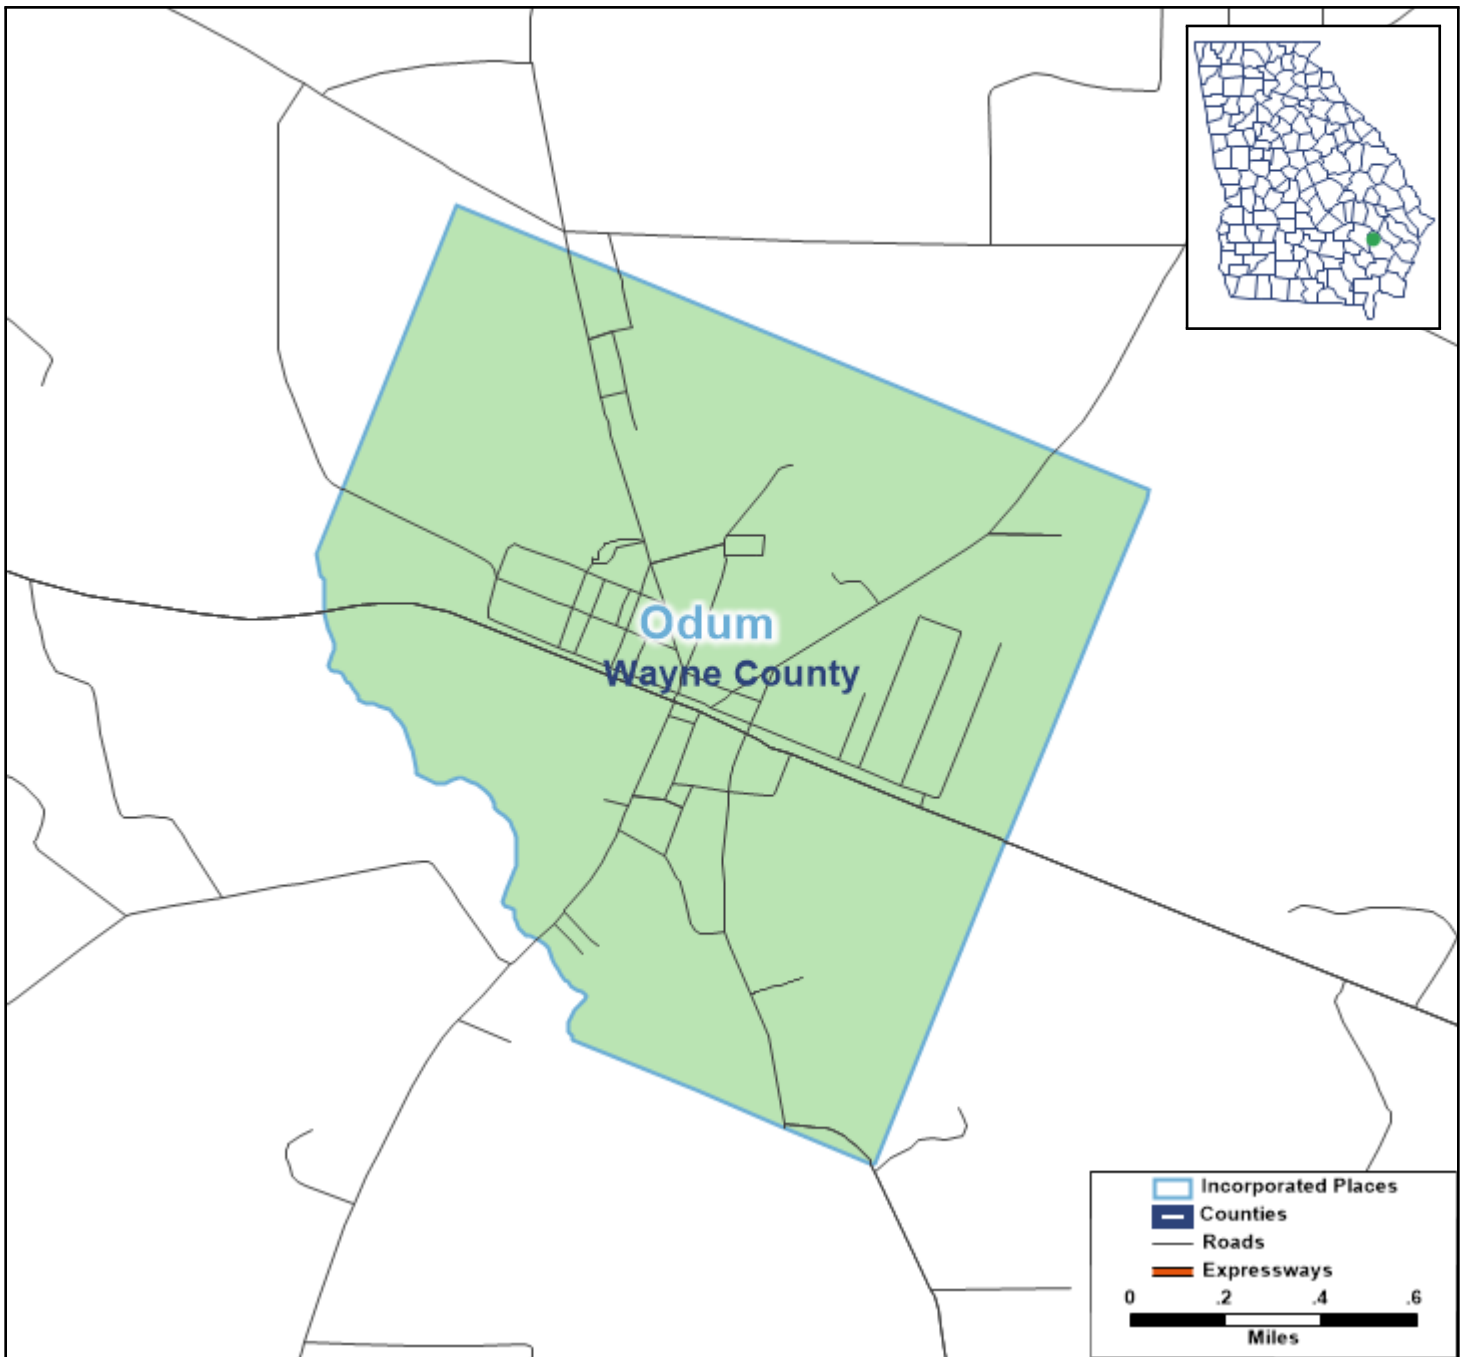 Odum
Wayne County
Incorporated Places
Counties
Roads
Expressways
0 .2 .4 .6
Miles